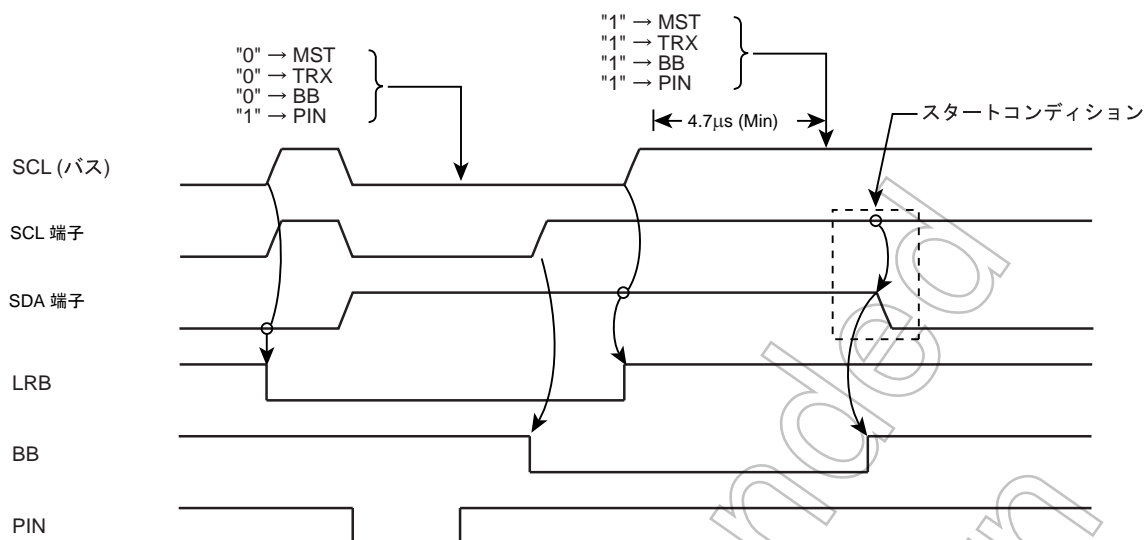 "0" → MST
"0" → TRX
"0" → BB
"1" → PIN
"1" → MST
"1" → TRX
"1" → BB
"1" → PIN
4.7μs (Min)
スタートコンディション
SCL (バス)
SCL 端子
SDA 端子
LRB
BB
PIN